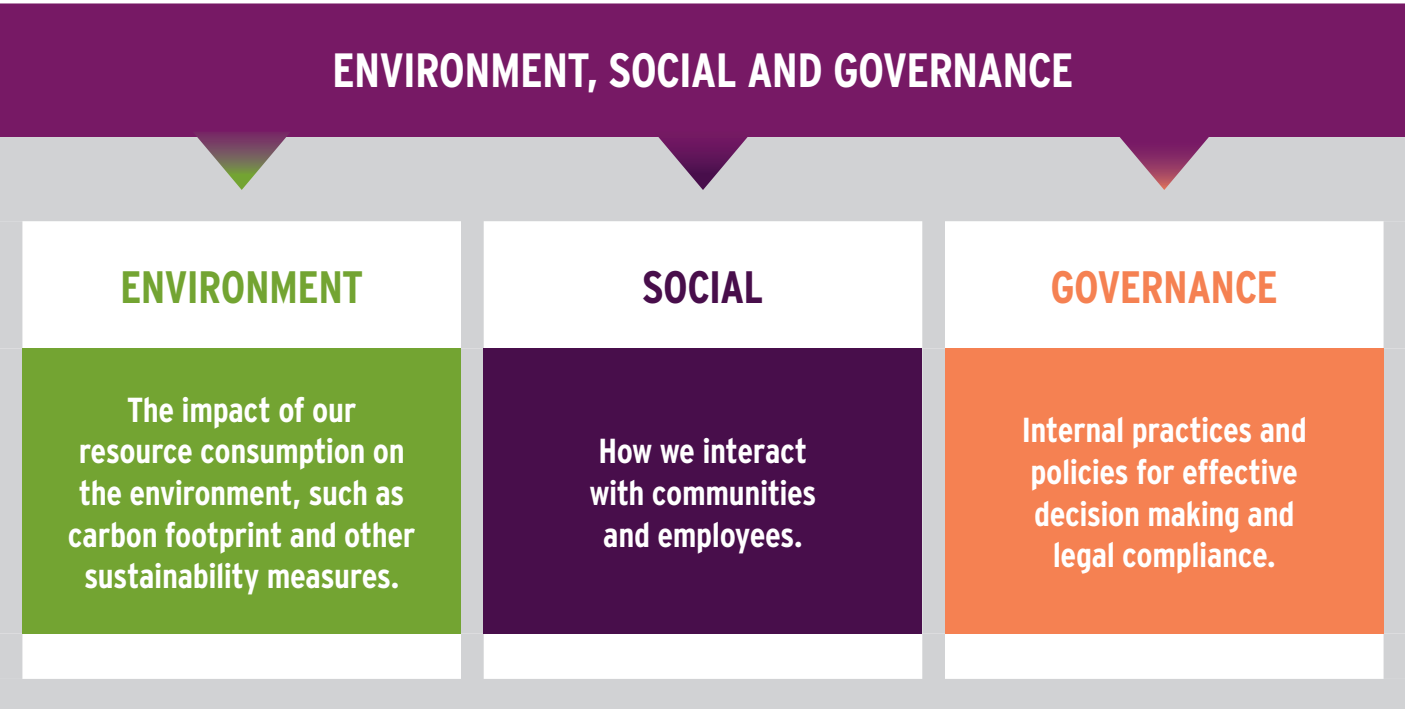 ENVIRONMENT, SOCIAL AND GOVERNANCE
ENVIRONMENT
The impact of our
resource consumption on
the environment, such as
carbon footprint and other
sustainability measures.
SOCIAL
How we interact
with communities
and employees.
GOVERNANCE
Internal practices and
policies for effective
decision making and
legal compliance.